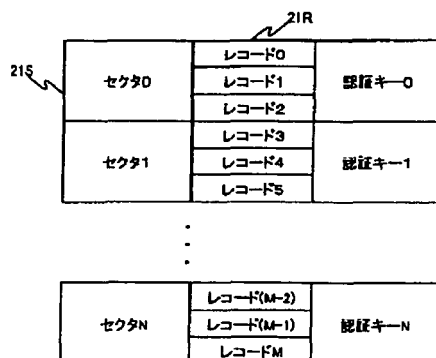 21R
21S
セクタ0
レコード0
レコード1
レコード2
認証キー0
セクタ1
レコード3
レコード4
レコード5
認証キー1
セクタN
レコード(M-2)
レコード(M-1)
レコードM
認証キーN